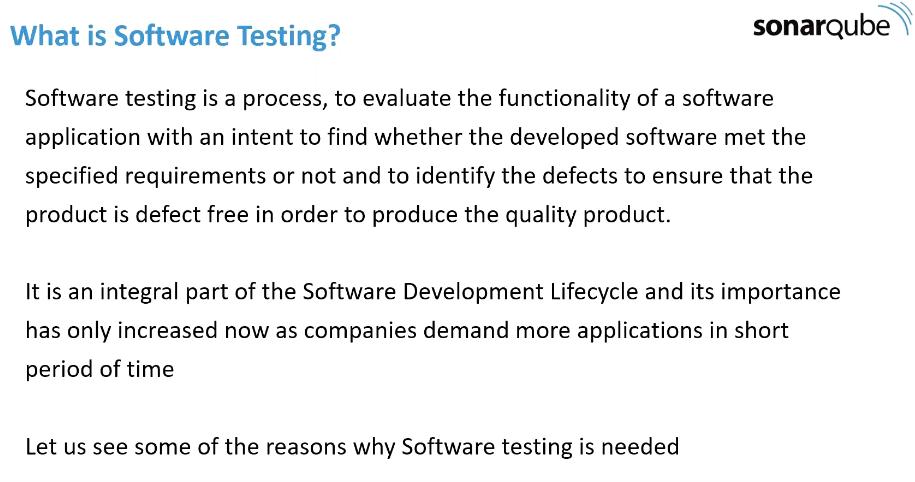 What is Software Testing?
sonarqube
Software testing is a process, to evaluate the functionality of a software
application with an intent to find whether the developed software met the
specified requirements or not and to identify the defects to ensure that the
product is defect free in order to produce the quality product.
It is an integral part of the Software Development Lifecycle and its importance
has only increased now as companies demand more applications in short
period of time
Let us see some of the reasons why Software testing is needed